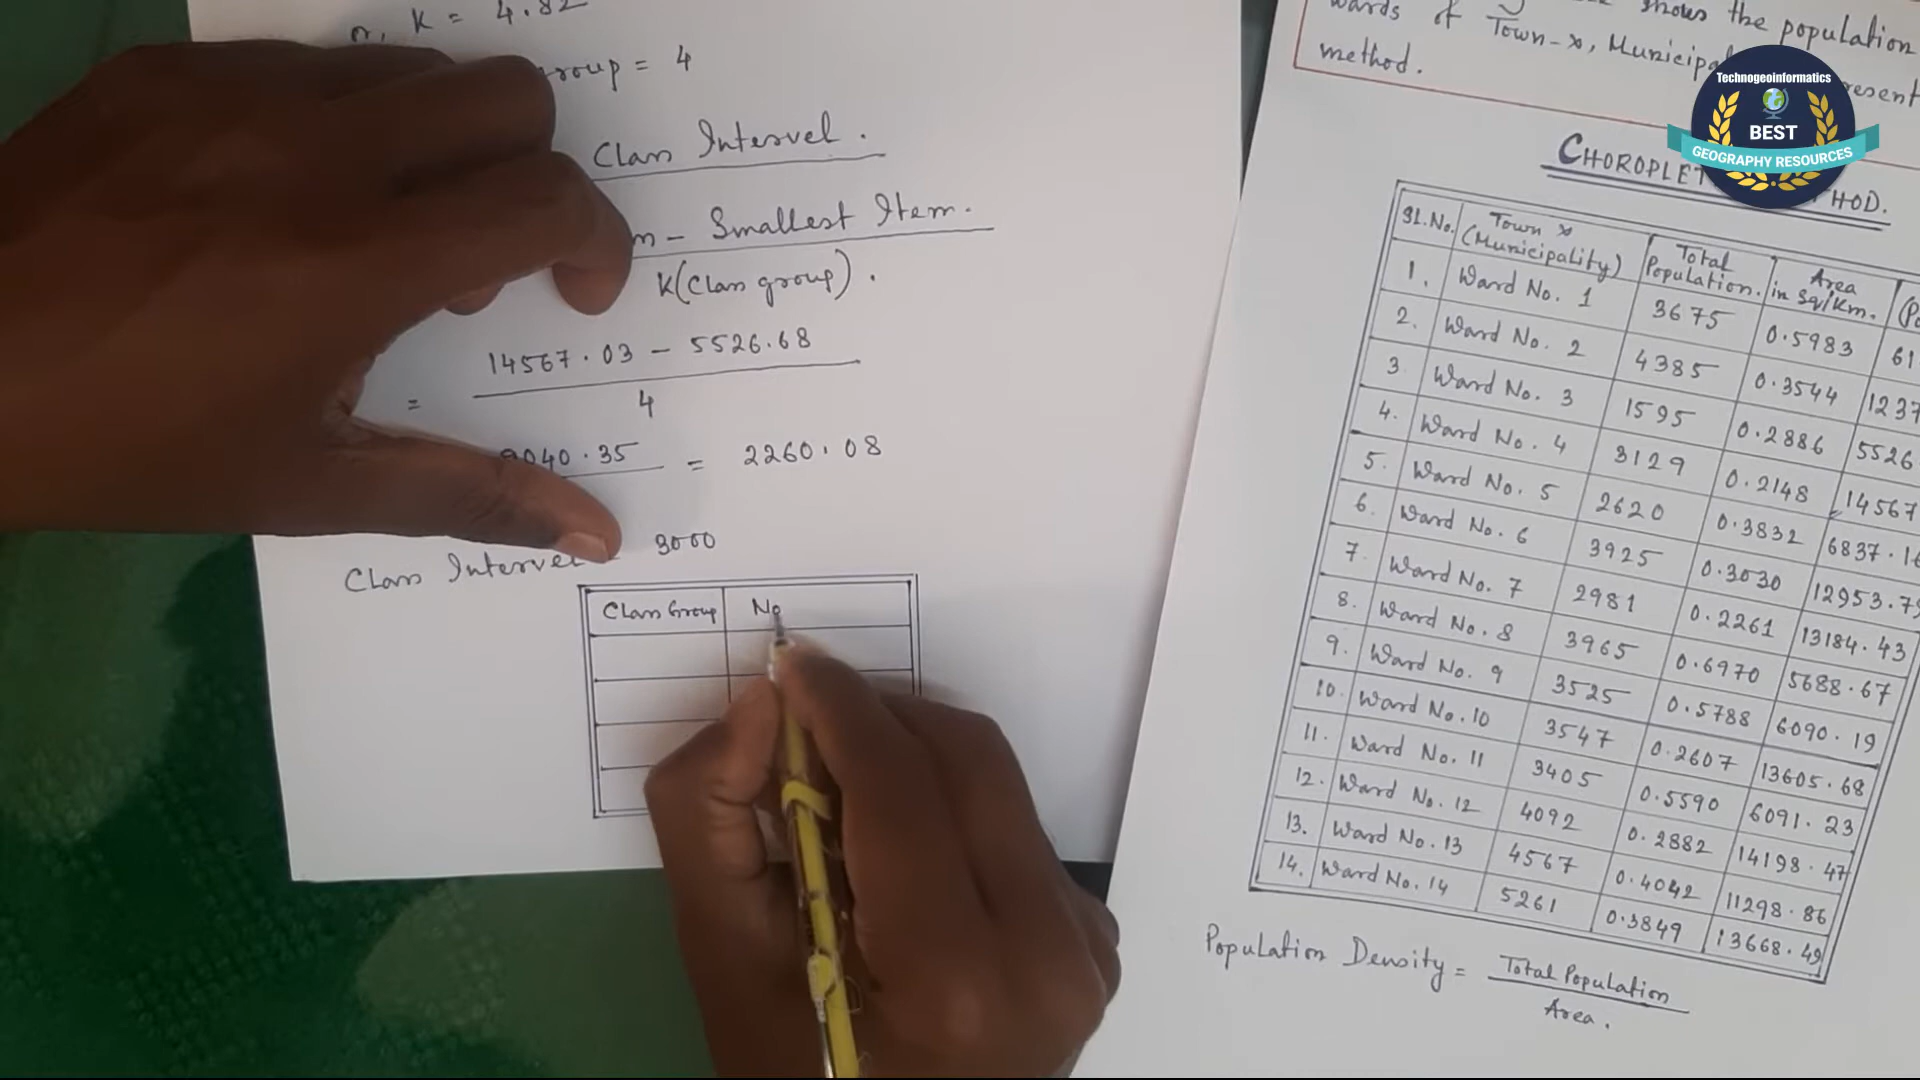 K = 4.82
group = 4
Class Intervel.
- Smallest Item.
K (Class group).
= 14567.03 - 5526.68
4
9040.35 = 2260.08
Class Intervel 3000
Class Group No
shows the population
wards of Town-x,
method.
Technogeoinformatics
BEST
GEOGRAPHY RESOURCES
Sl.No. Town x (Municipality) Total Population. Area in Sq/Km.
1. Ward No. 1 3675 0.5983 61
2. Ward No. 2 4385 0.3544 1237
3. Ward No. 3 1595 0.2886 5526
4. Ward No. 4 3129 0.2148 14567
5. Ward No. 5 2620 0.3832 6837.16
6. Ward No. 6 3925 0.3030 12953.79
7. Ward No. 7 2981 0.2261 13184.43
8. Ward No. 8 3965 0.6970 5688.67
9. Ward No. 9 3525 0.5788 6090.19
10. Ward No. 10 3547 0.2607 13605.68
11. Ward No. 11 3405 0.5590 6091.23
12. Ward No. 12 4092 0.2882 14198.47
13. Ward No. 13 4567 0.4042 11298.86
14. Ward No. 14 5261 0.3849 13668.49
Population Density = Total Population
Area.